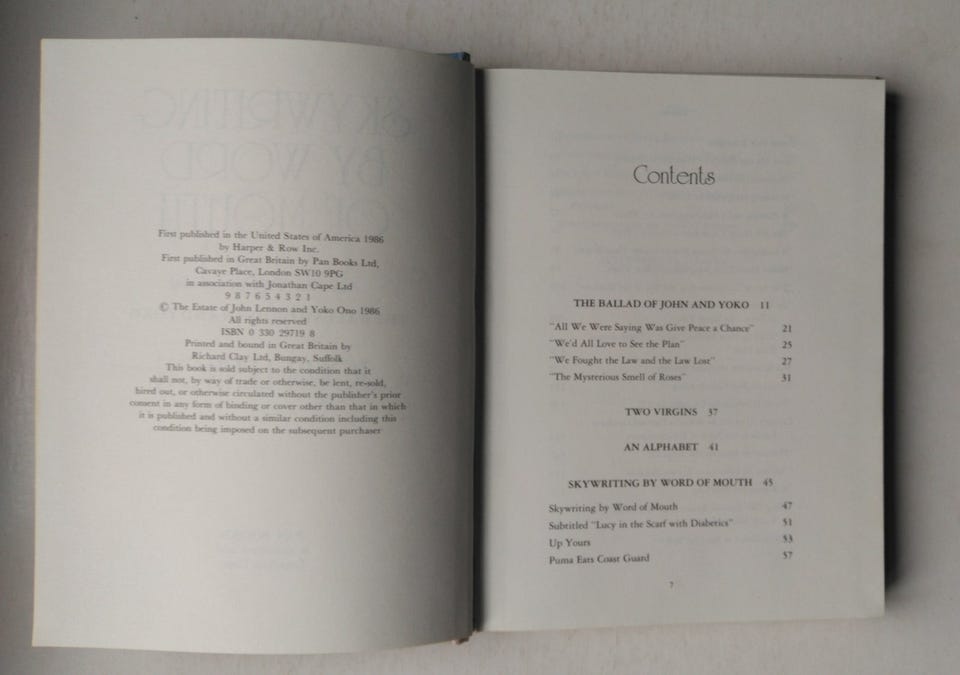 First published in the United States of America 1986
by Harper & Row Inc.
First published in Great Britain by Pan Books Ltd,
Cavaye Place, London SW10 9PG
in association with Jonathan Cape Ltd
9 8 7 6 5 4 3 2 1
© The Estate of John Lennon and Yoko Ono 1986
All rights reserved
ISBN 0 330 29719 8
Printed and bound in Great Britain by
Richard Clay Ltd, Bungay, Suffolk
This book is sold subject to the condition that it
shall not, by way of trade or otherwise, be lent, re-sold,
hired out, or otherwise circulated without the publisher's prior
consent in any form of binding or cover other than that in which
it is published and without a similar condition including this
condition being imposed on the subsequent purchaser
Contents
THE BALLAD OF JOHN AND YOKO 11
"All We Were Saying Was Give Peace a Chance" 21
"We'd All Love to See the Plan" 25
"We Fought the Law and the Law Lost" 27
"The Mysterious Smell of Roses" 31
TWO VIRGINS 37
AN ALPHABET 41
SKYWRITING BY WORD OF MOUTH 45
Skywriting by Word of Mouth 47
Subtitled "Lucy in the Scarf with Diabetics" 51
Up Yours 53
Puma Eats Coast Guard 57
7